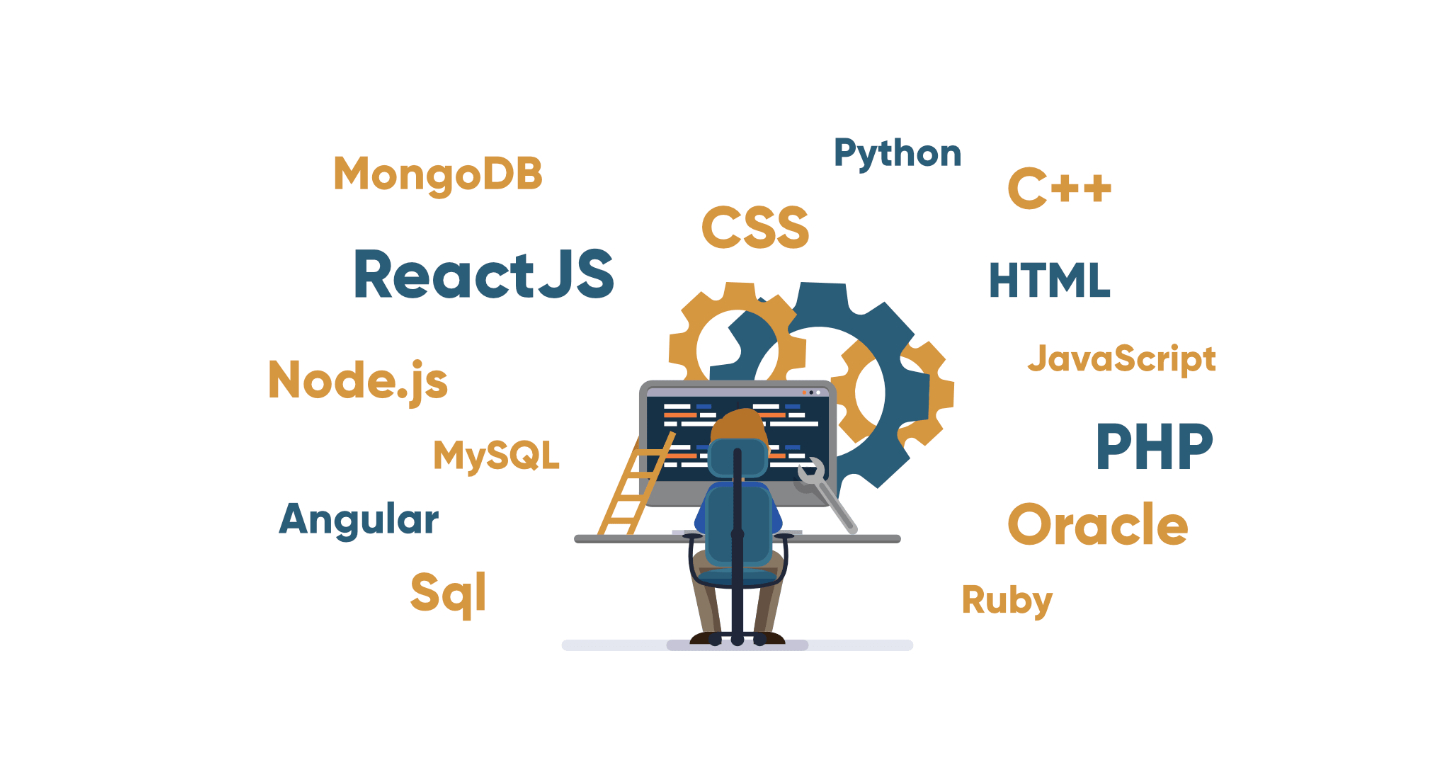 MongoDB
Python
C++
CSS
ReactJS
HTML
JavaScript
Node.js
PHP
MySQL
Angular
Oracle
Sql
Ruby